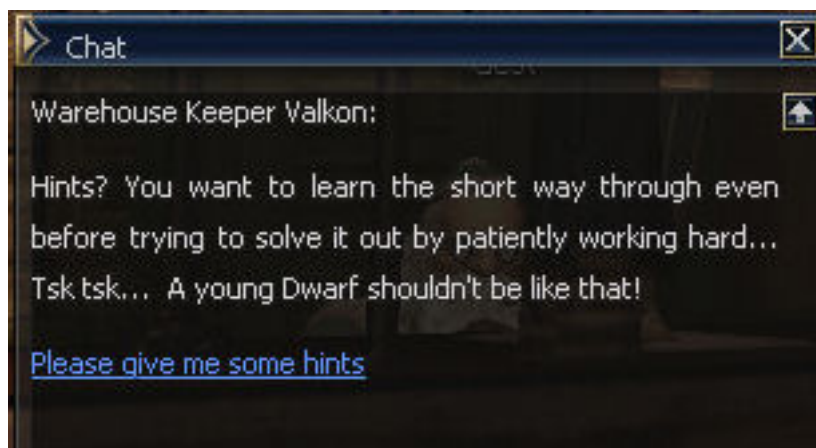 Chat
Warehouse Keeper Valkon:
Hints? You want to learn the short way through even
before trying to solve it out by patiently working hard...
Tsk tsk... A young Dwarf shouldn't be like that!
Please give me some hints